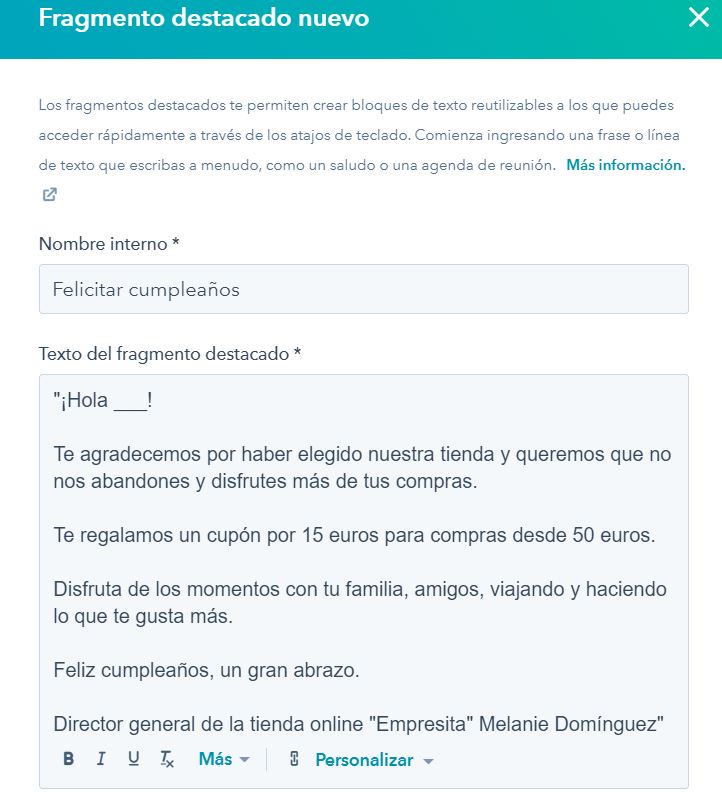 Fragmento destacado nuevo
Los fragmentos destacados te permiten crear bloques de texto reutilizables a los que puedes
acceder rápidamente a través de los atajos de teclado. Comienza ingresando una frase o línea
de texto que escribas a menudo, como un saludo o una agenda de reunión. Más información.
Nombre interno *
Felicitar cumpleaños
Texto del fragmento destacado *
"¡Hola ___!
Te agradecemos por haber elegido nuestra tienda y queremos que no
nos abandones y disfrutes más de tus compras.
Te regalamos un cupón por 15 euros para compras desde 50 euros.
Disfruta de los momentos con tu familia, amigos, viajando y haciendo
lo que te gusta más.
Feliz cumpleaños, un gran abrazo.
Director general de la tienda online "Empresita" Melanie Domínguez"
B I U Tx Más Personalizar